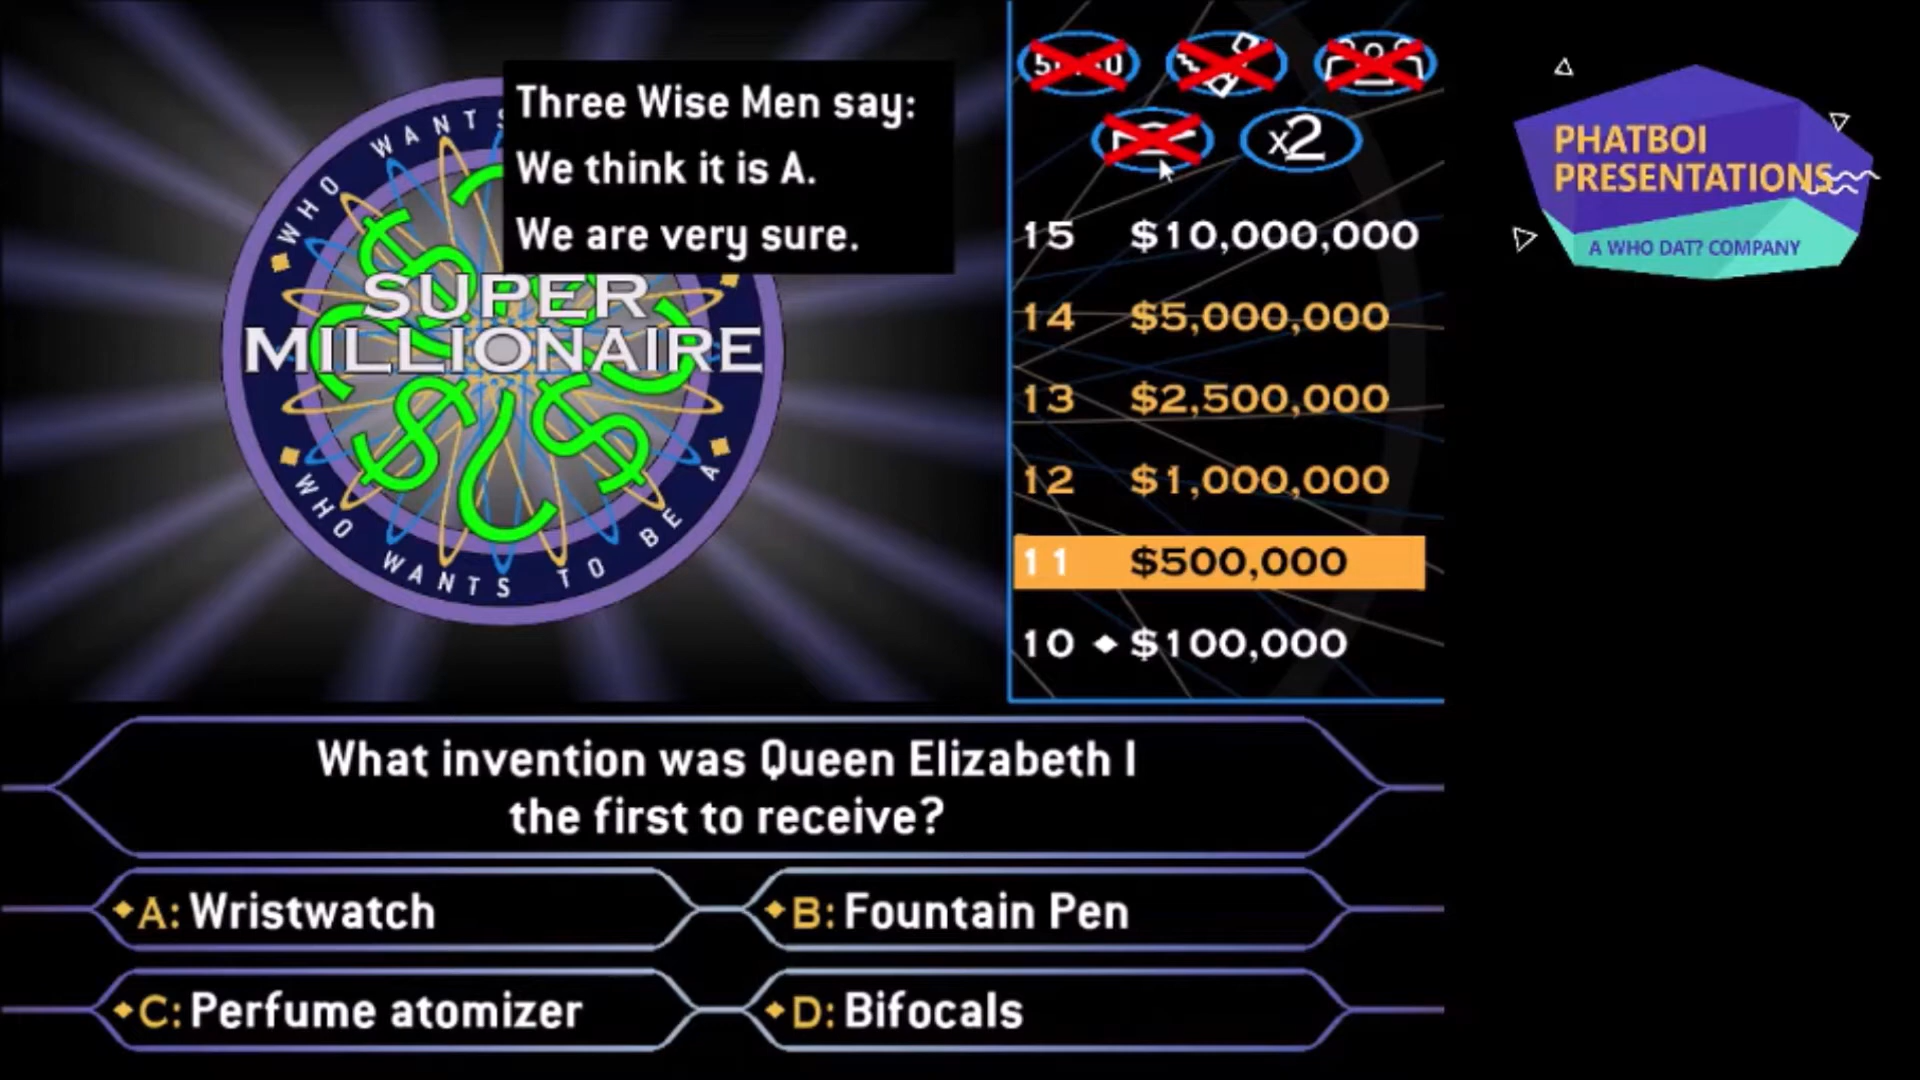 Three Wise Men say:
We think it is A.
We are very sure.
WHO WANTS
SUPER
MILLIONAIRE
WHO WANTS TO BE A
x2
15 $10,000,000
14 $5,000,000
13 $2,500,000
12 $1,000,000
11 $500,000
10 ◆ $100,000
PHATBOI
PRESENTATIONS
A WHO DAT? COMPANY
What invention was Queen Elizabeth I
the first to receive?
◆A: Wristwatch
◆B: Fountain Pen
◆C: Perfume atomizer
◆D: Bifocals